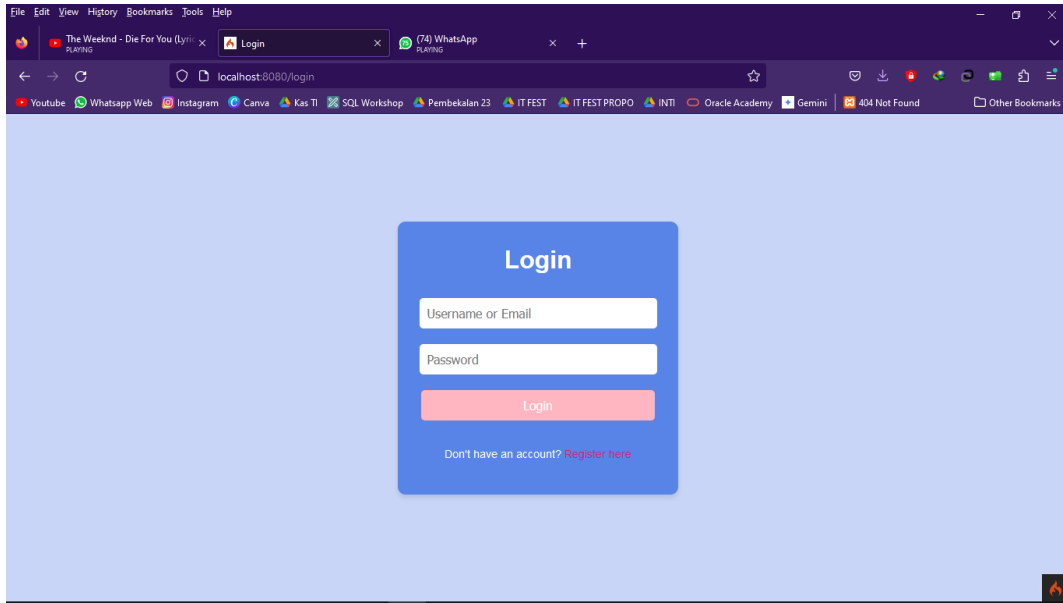 File Edit View History Bookmarks Tools Help
The Weeknd - Die For You (Lyric
PLAYING
Login
(74) WhatsApp
PLAYING
localhost:8080/login
Youtube Whatsapp Web Instagram Canva Kas TI SQL Workshop Pembekalan 23 IT FEST IT FEST PROPO INTI Oracle Academy Gemini 404 Not Found Other Bookmarks
Login
Username or Email
Password
Login
Don't have an account? Register here